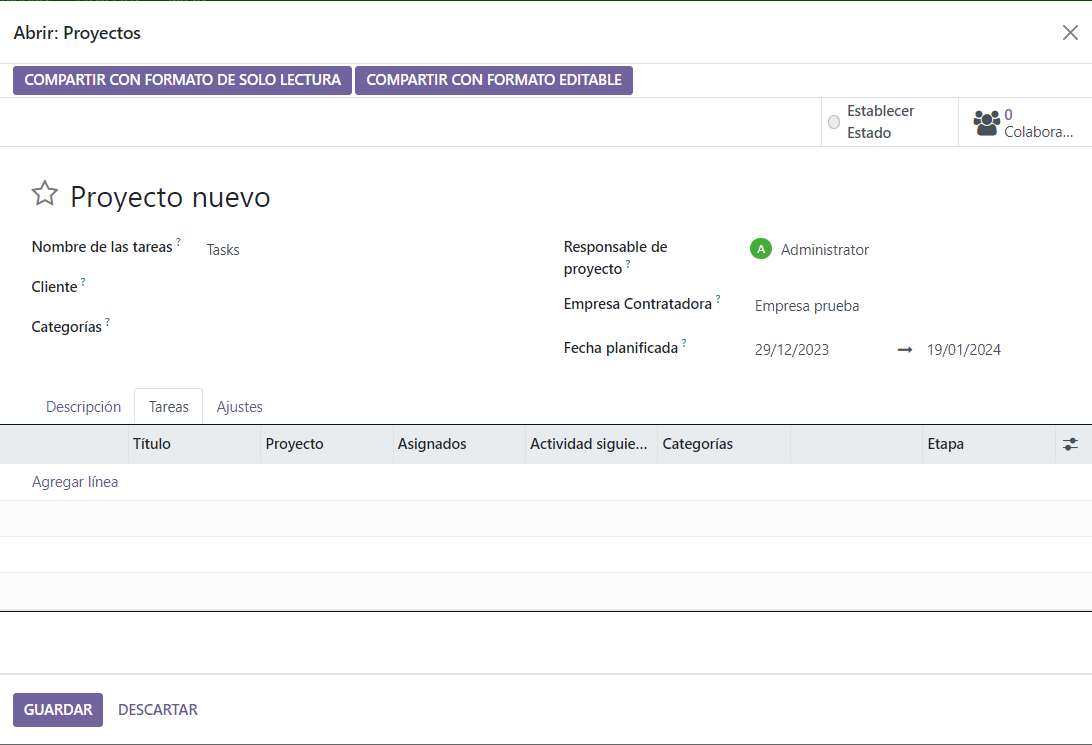 Abrir: Proyectos
COMPARTIR CON FORMATO DE SOLO LECTURA COMPARTIR CON FORMATO EDITABLE
Establecer
Estado
0
Colabora...
Proyecto nuevo
Nombre de las tareas ? Tasks
Cliente ?
Categorías ?
Responsable de
proyecto ?
A Administrator
Empresa Contratadora ? Empresa prueba
Fecha planificada ? 29/12/2023 → 19/01/2024
Descripción Tareas Ajustes
Título Proyecto Asignados Actividad siguie... Categorías Etapa
Agregar línea
GUARDAR DESCARTAR